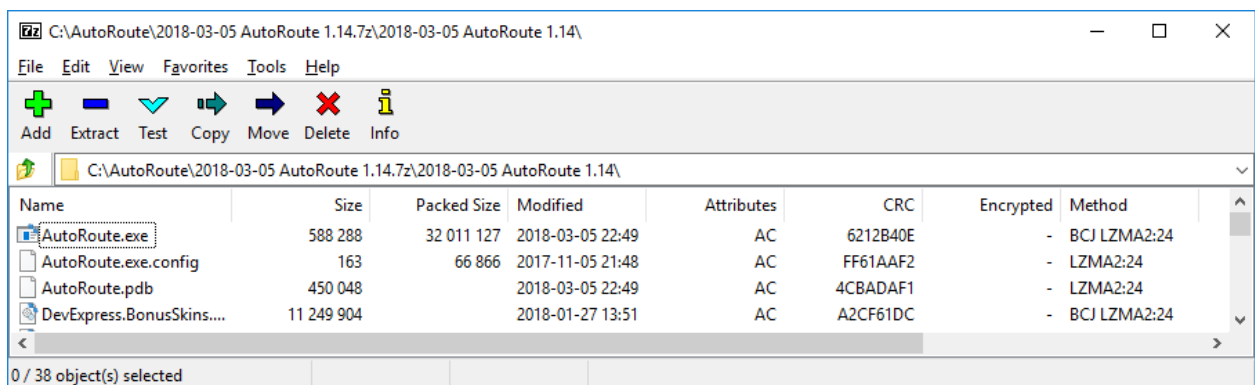 C:\AutoRoute\2018-03-05 AutoRoute 1.14.7z\2018-03-05 AutoRoute 1.14\
File Edit View Favorites Tools Help
Add Extract Test Copy Move Delete Info
C:\AutoRoute\2018-03-05 AutoRoute 1.14.7z\2018-03-05 AutoRoute 1.14\
Name Size Packed Size Modified Attributes CRC Encrypted Method
AutoRoute.exe 588 288 32 011 127 2018-03-05 22:49 AC 6212B40E - BCJ LZMA2:24
AutoRoute.exe.config 163 66 866 2017-11-05 21:48 AC FF61AAF2 - LZMA2:24
AutoRoute.pdb 450 048 2018-03-05 22:49 AC 4CBADAF1 - LZMA2:24
DevExpress.BonusSkins.... 11 249 904 2018-01-27 13:51 AC A2CF61DC - BCJ LZMA2:24
0 / 38 object(s) selected